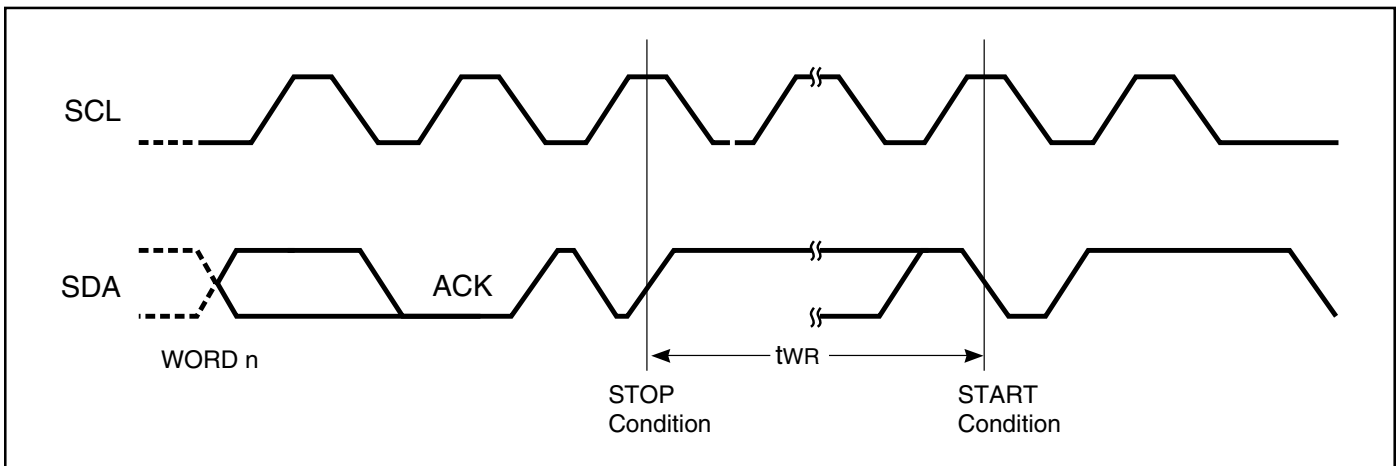 SCL
SDA
ACK
WORD n
tWR
STOP
Condition
START
Condition